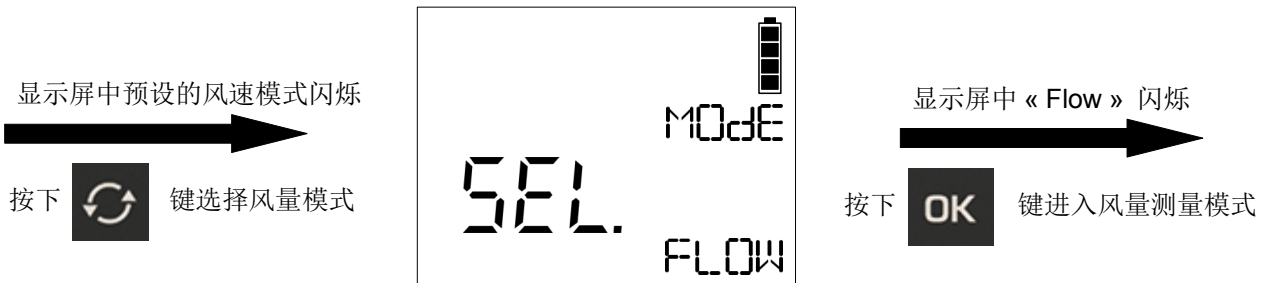 显示屏中预设的风速模式闪烁
按下 键选择风量模式
MOdE
SEL.
FLOW
显示屏中 « Flow » 闪烁
按下 OK 键进入风量测量模式